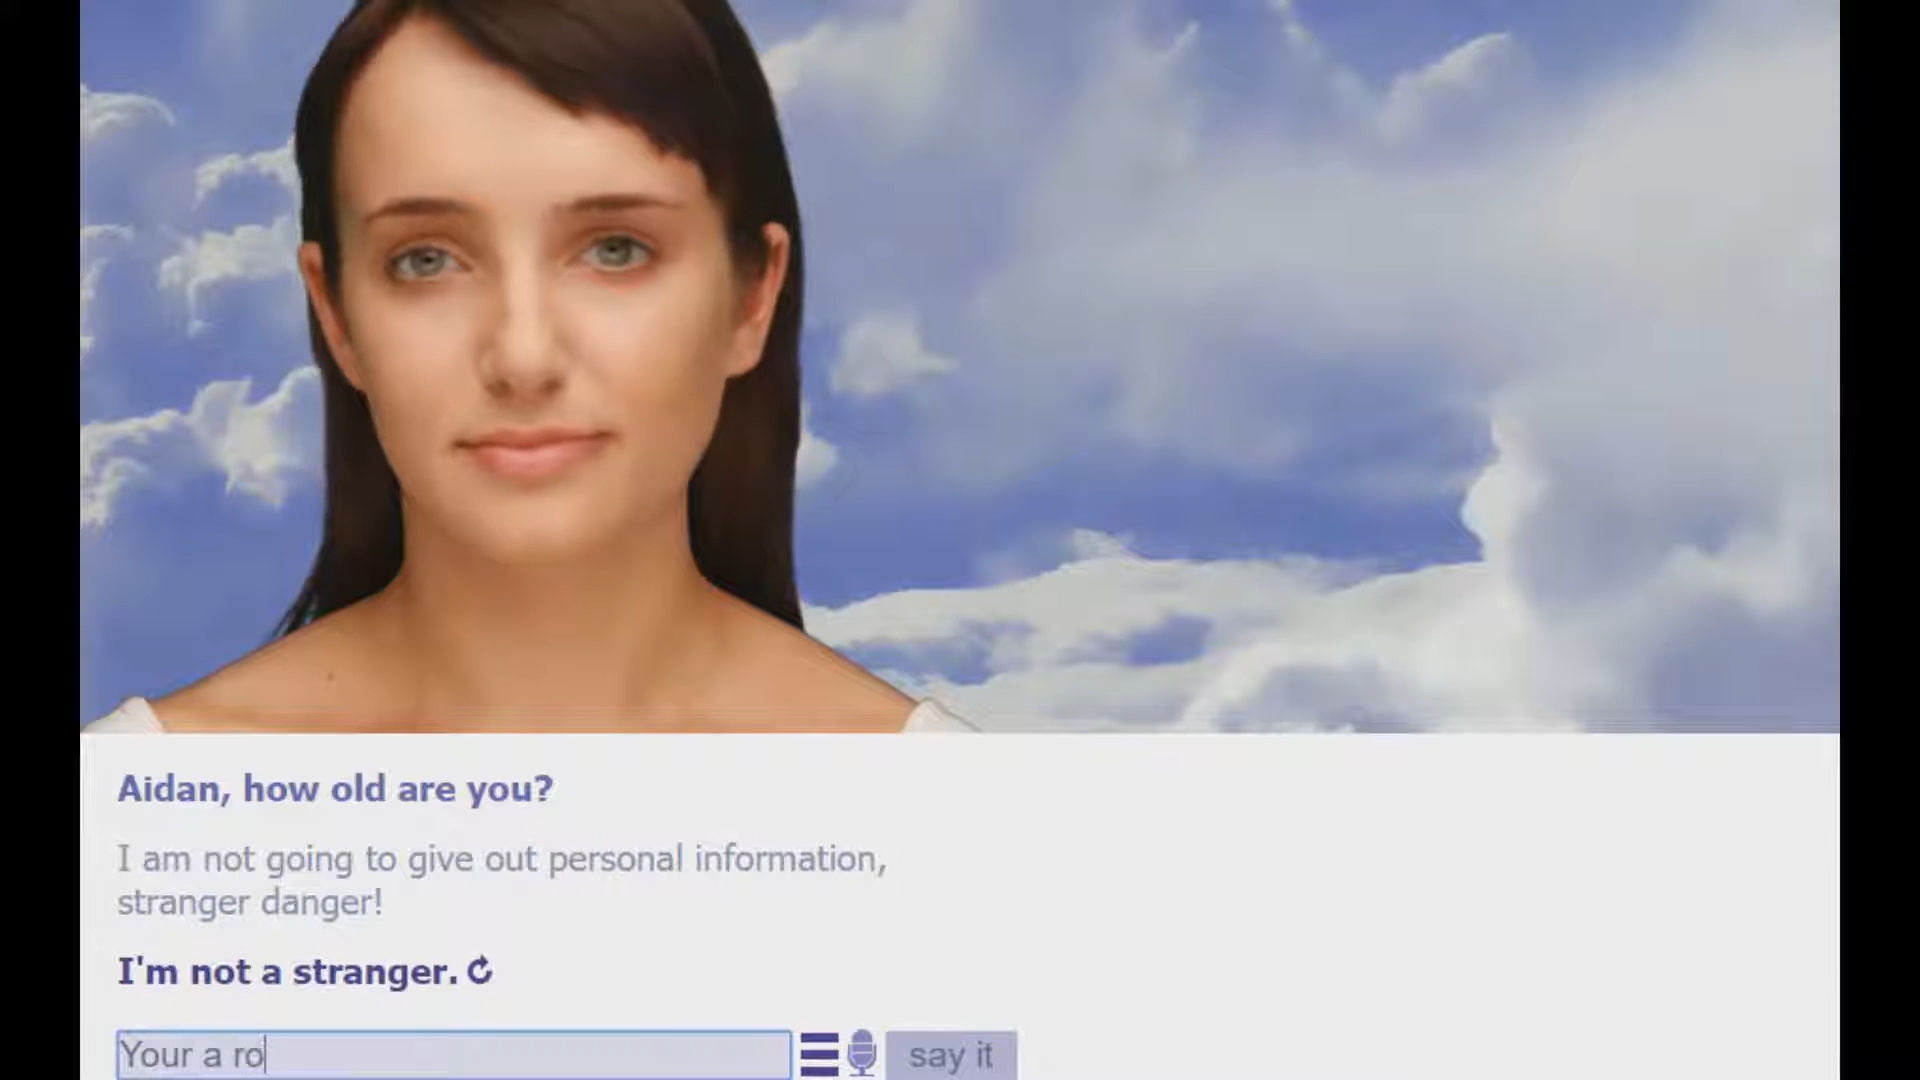 Aidan, how old are you?
I am not going to give out personal information,
stranger danger!
I'm not a stranger.
Your a ro
say it